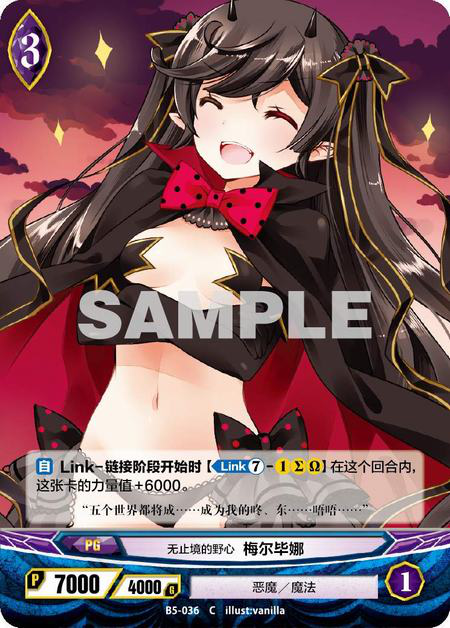 3
SAMPLE
自 Link-链接阶段开始时【Link 7 - 1 Σ Ω】在这个回合内,
这张卡的力量值+6000。
“五个世界都将成……成为我的咚、东……唔唔……”
PG 无止境的野心 梅尔毕娜
P 7000 / 4000 G 恶魔/魔法 1
B5-036 C illust:vanilla